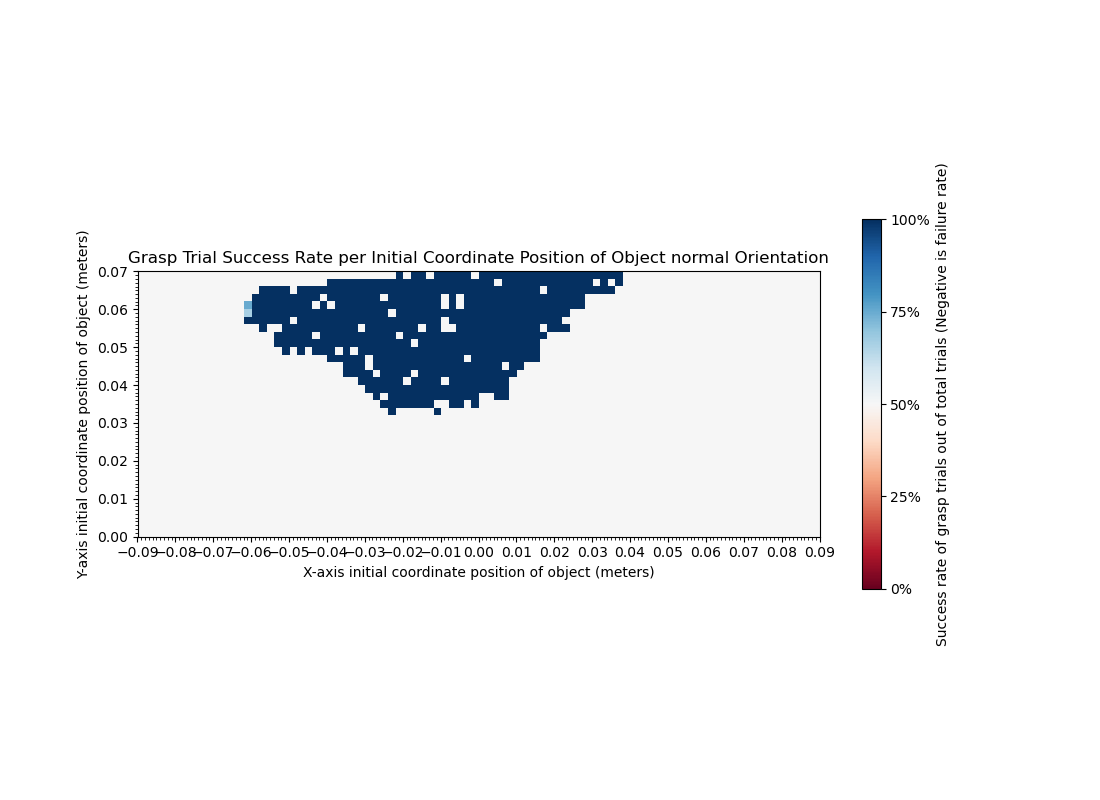 Grasp Trial Success Rate per Initial Coordinate Position of Object normal Orientation
Y-axis initial coordinate position of object (meters)
0.07
0.06
0.05
0.04
0.03
0.02
0.01
0.00
−0.09 −0.08 −0.07 −0.06 −0.05 −0.04 −0.03 −0.02 −0.01 0.00 0.01 0.02 0.03 0.04 0.05 0.06 0.07 0.08 0.09
X-axis initial coordinate position of object (meters)
100%
75%
50%
25%
0%
Success rate of grasp trials out of total trials (Negative is failure rate)